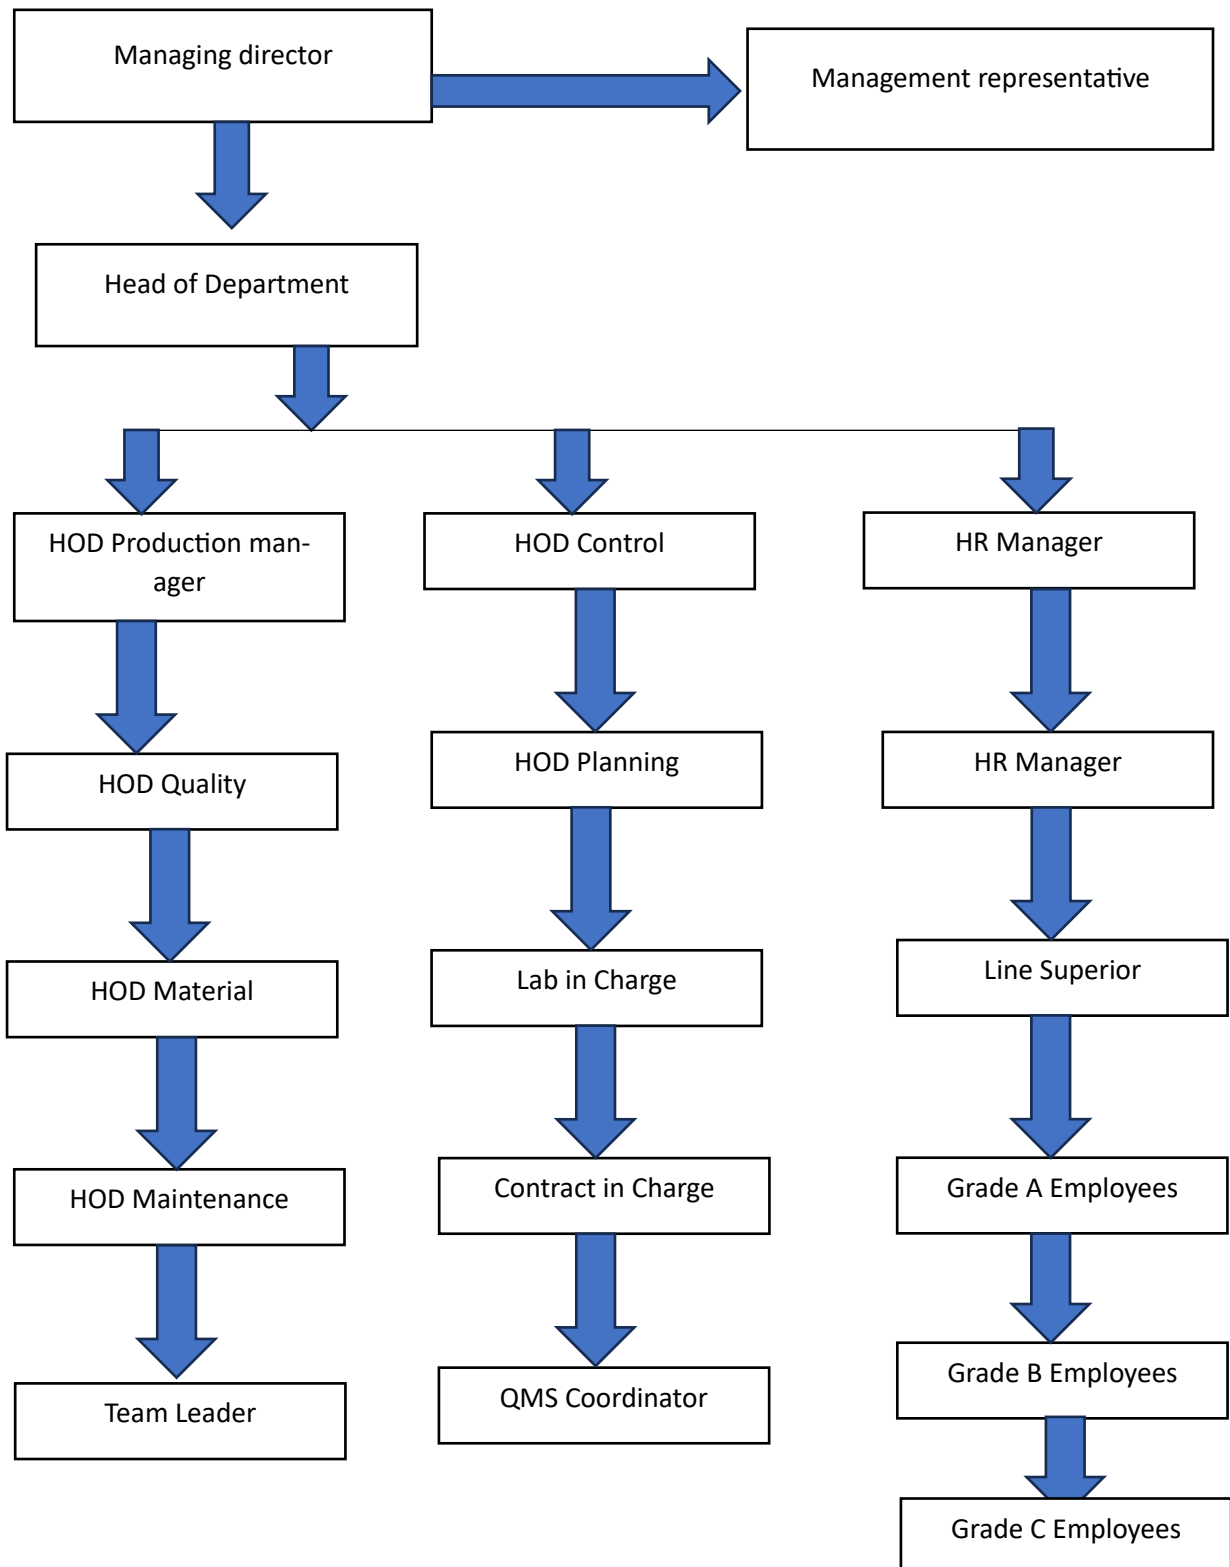 Managing director
Management representative
Head of Department
HOD Production man-
ager
HOD Control
HR Manager
HOD Quality
HOD Planning
HR Manager
HOD Material
Lab in Charge
Line Superior
HOD Maintenance
Contract in Charge
Grade A Employees
Team Leader
QMS Coordinator
Grade B Employees
Grade C Employees